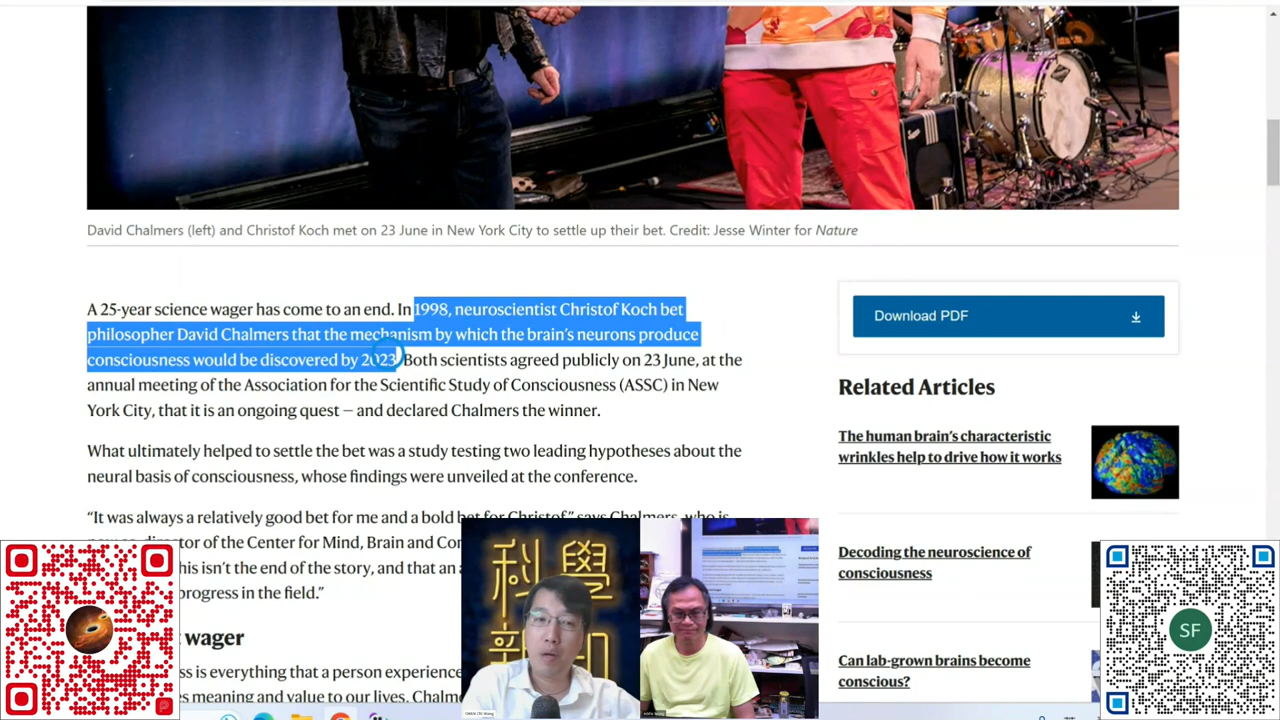 David Chalmers (left) and Christof Koch met on 23 June in New York City to settle up their bet. Credit: Jesse Winter for Nature
A 25-year science wager has come to an end. In 1998, neuroscientist Christof Koch bet
philosopher David Chalmers that the mechanism by which the brain's neurons produce
consciousness would be discovered by 2023. Both scientists agreed publicly on 23 June, at the
annual meeting of the Association for the Scientific Study of Consciousness (ASSC) in New
York City, that it is an ongoing quest — and declared Chalmers the winner.
What ultimately helped to settle the bet was a study testing two leading hypotheses about the
neural basis of consciousness, whose findings were unveiled at the conference.
“It was always a relatively good bet for me and a bold bet for Christof,” says Chalmers, who is
director of the Center for Mind, Brain and
this isn't the end of the story, and that an
progress in the field.”
wager
is everything that a person experience
meaning and value to our lives,
Download PDF
Related Articles
The human brain's characteristic
wrinkles help to drive how it works
Decoding the neuroscience of
consciousness
Can lab-grown brains become
conscious?
科學
SF